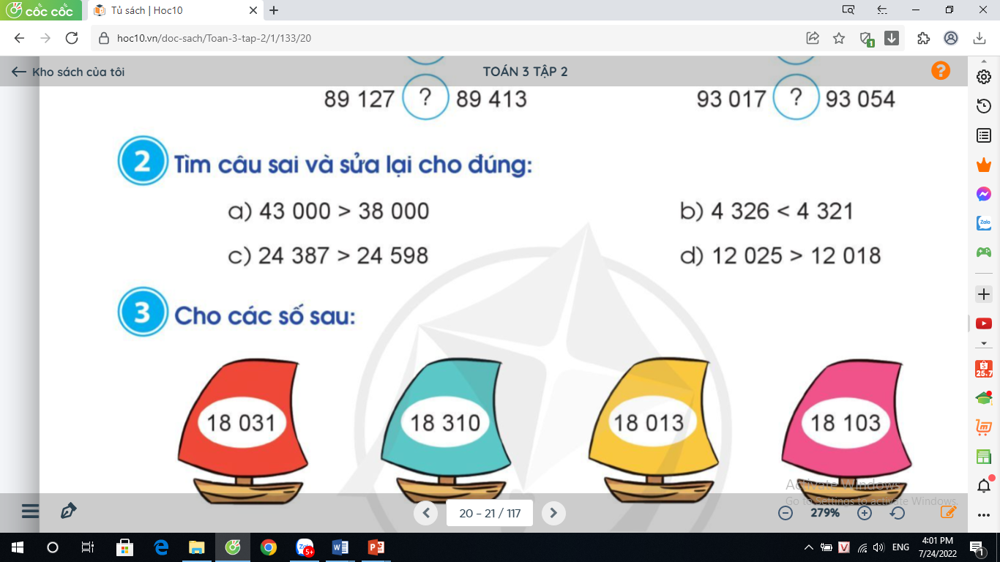 cốc cốc
Tủ sách | Hoc10
hoc10.vn/doc-sach/Toan-3-tap-2/1/133/20
1
Kho sách của tôi
TOÁN 3 TẬP 2
?
89 127 ? 89 413
93 017 ? 93 054
2 Tìm câu sai và sửa lại cho đúng:
a) 43 000 > 38 000
b) 4 326 < 4 321
c) 24 387 > 24 598
d) 12 025 > 12 018
3 Cho các số sau:
18 031
18 310
18 013
18 103
Zalo
25.7
Activate Windows
Go to Settings to activate Windows.
20 - 21 / 117
279%
5+
V
ENG
4:01 PM
7/24/2022
1